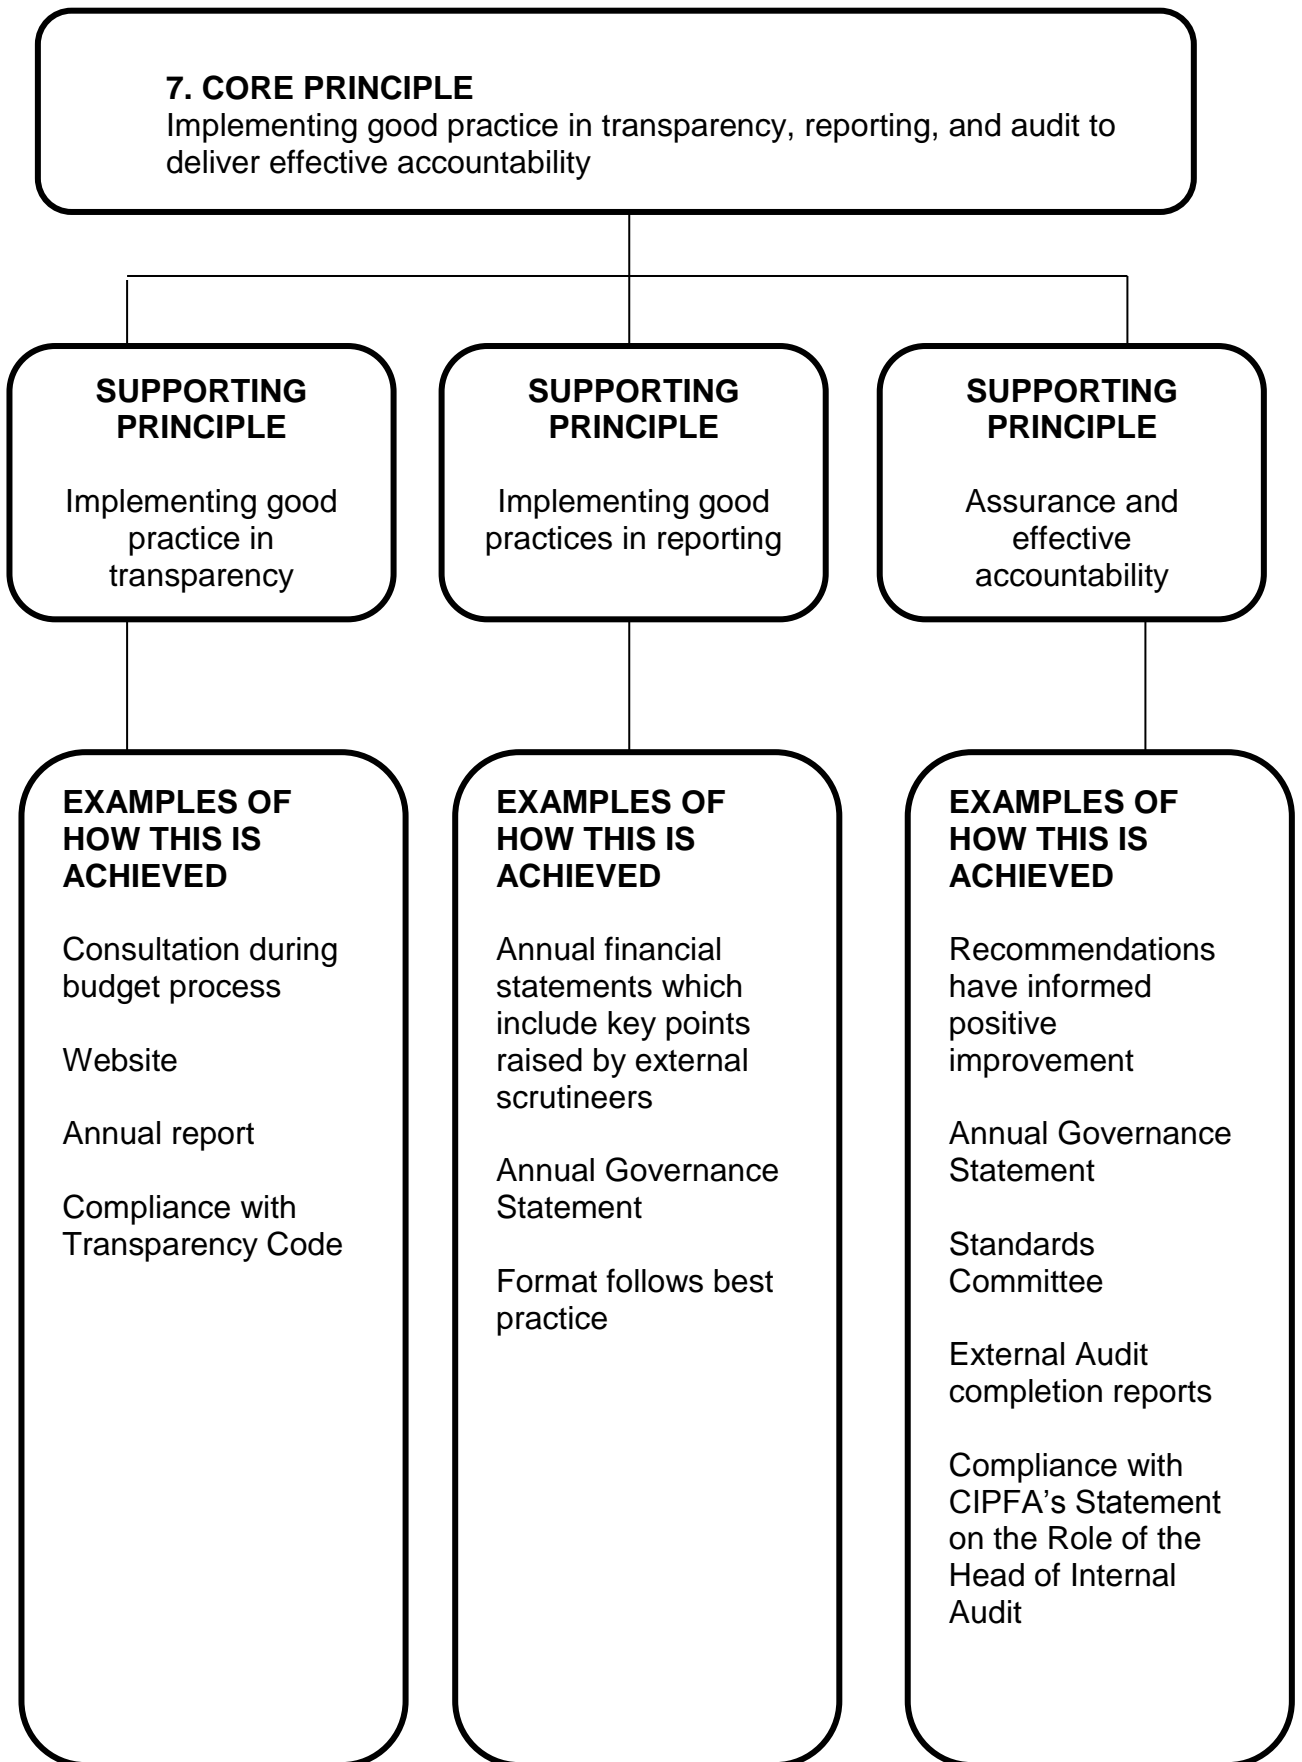 7. CORE PRINCIPLE
Implementing good practice in transparency, reporting, and audit to
deliver effective accountability
SUPPORTING
PRINCIPLE
Implementing good
practice in
transparency
SUPPORTING
PRINCIPLE
Implementing good
practices in reporting
SUPPORTING
PRINCIPLE
Assurance and
effective
accountability
EXAMPLES OF
HOW THIS IS
ACHIEVED
Consultation during
budget process
Website
Annual report
Compliance with
Transparency Code
EXAMPLES OF
HOW THIS IS
ACHIEVED
Annual financial
statements which
include key points
raised by external
scrutineers
Annual Governance
Statement
Format follows best
practice
EXAMPLES OF
HOW THIS IS
ACHIEVED
Recommendations
have informed
positive
improvement
Annual Governance
Statement
Standards
Committee
External Audit
completion reports
Compliance with
CIPFA’s Statement
on the Role of the
Head of Internal
Audit